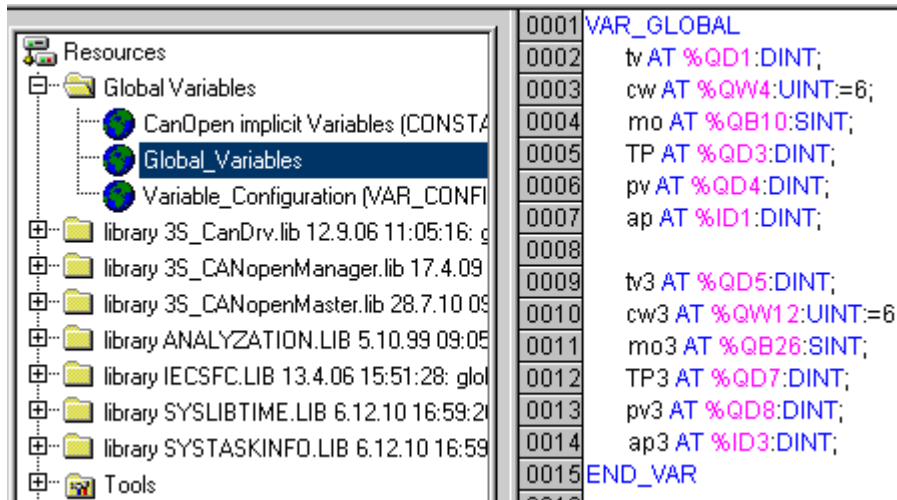 Resources
Global Variables
CanOpen implicit Variables (CONSTA
Global_Variables
Variable_Configuration (VAR_CONFI
library 3S_CanDrv.lib 12.9.06 11:05:16: g
library 3S_CANopenManager.lib 17.4.09
library 3S_CANopenMaster.lib 28.7.10 09
library ANALYZATION.LIB 5.10.99 09:05
library IECSFC.LIB 13.4.06 15:51:28: glol
library SYSLIBTIME.LIB 6.12.10 16:59:2
library SYSTASKINFO.LIB 6.12.10 16:59
Tools
0001 VAR_GLOBAL
0002 tv AT %QD1:DINT;
0003 cw AT %QW4:UINT:=6;
0004 mo AT %QB10:SINT;
0005 TP AT %QD3:DINT;
0006 pv AT %QD4:DINT;
0007 ap AT %ID1:DINT;
0008
0009 tv3 AT %QD5:DINT;
0010 cw3 AT %QW12:UINT:=6
0011 mo3 AT %QB26:SINT;
0012 TP3 AT %QD7:DINT;
0013 pv3 AT %QD8:DINT;
0014 ap3 AT %ID3:DINT;
0015 END_VAR